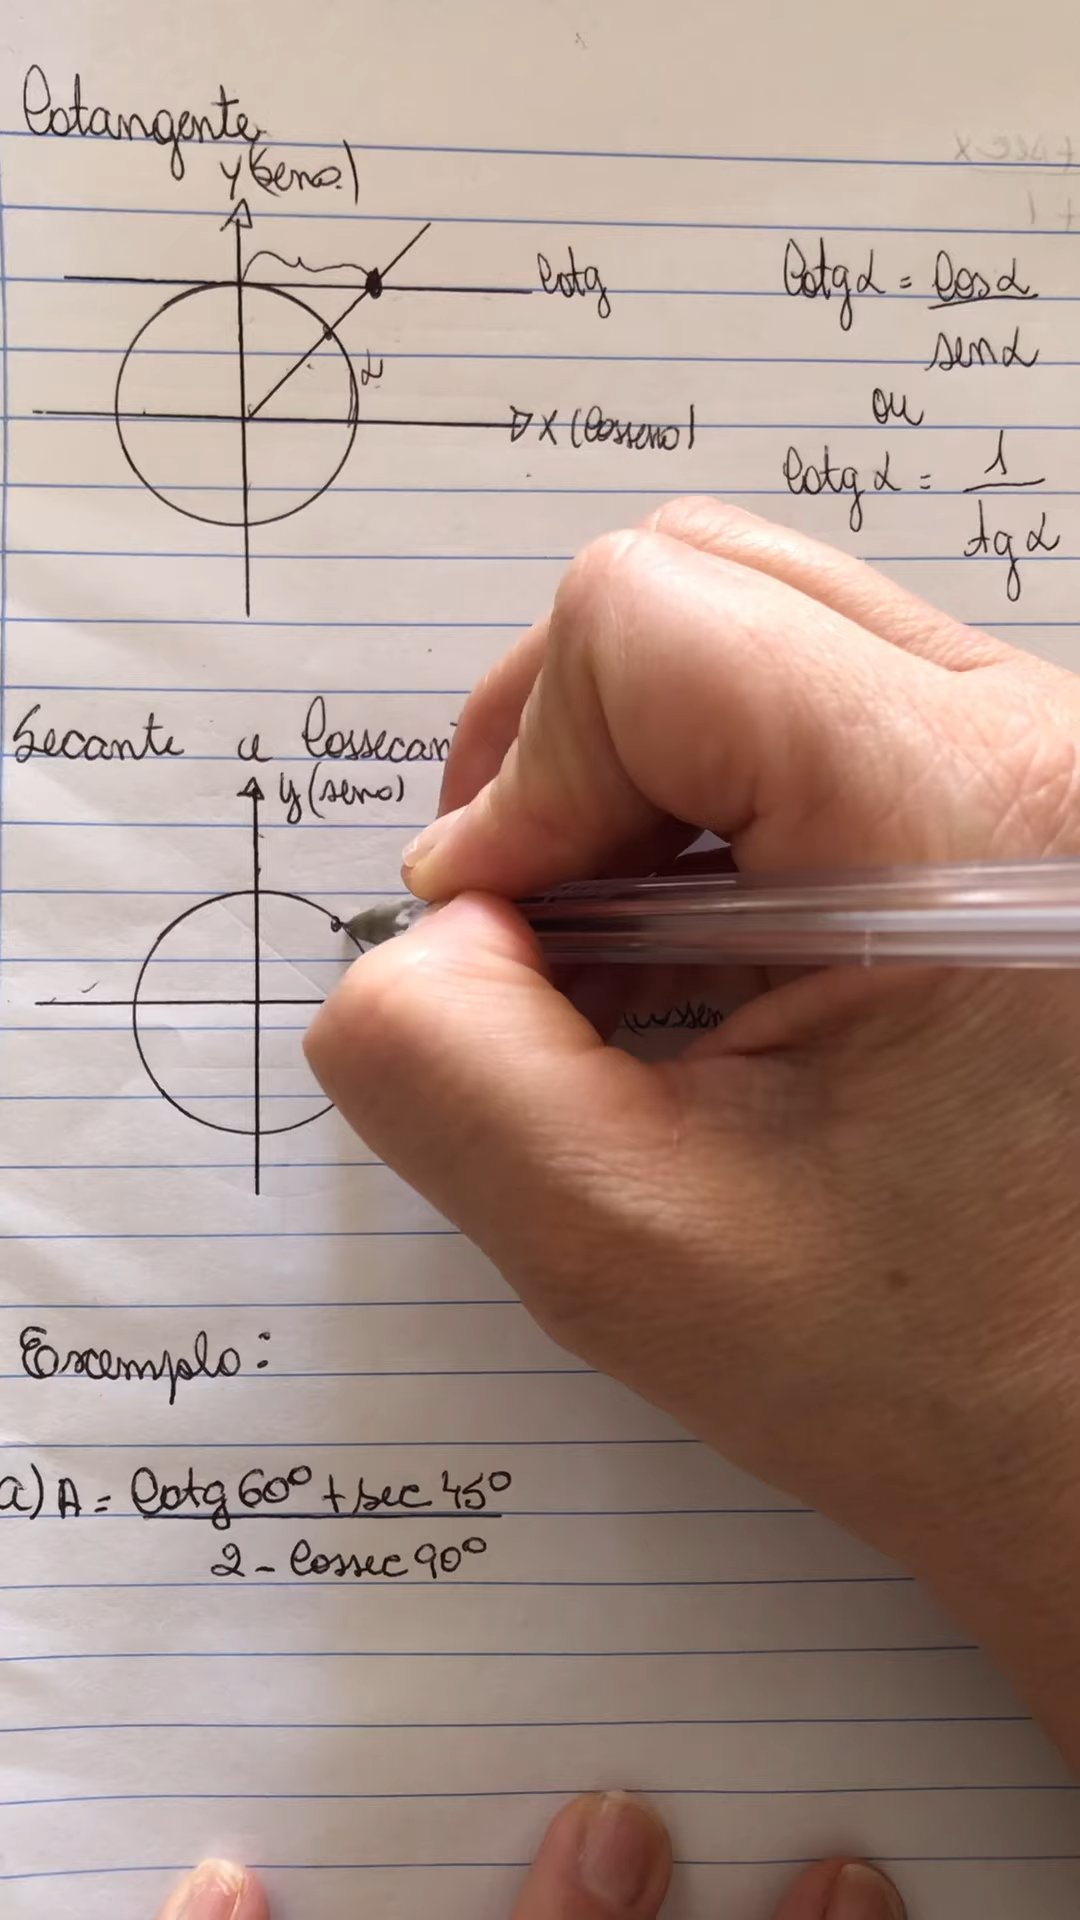 Cotangente
y (seno)
cotg
α
x (cosseno)
cotg α = cos α
sen α
ou
cotg α = 1
tg α
Secante e Cossecan
y (seno)
(cossen
Exemplo:
a) A = cotg 60° + sec 45°
2 - cossec 90°